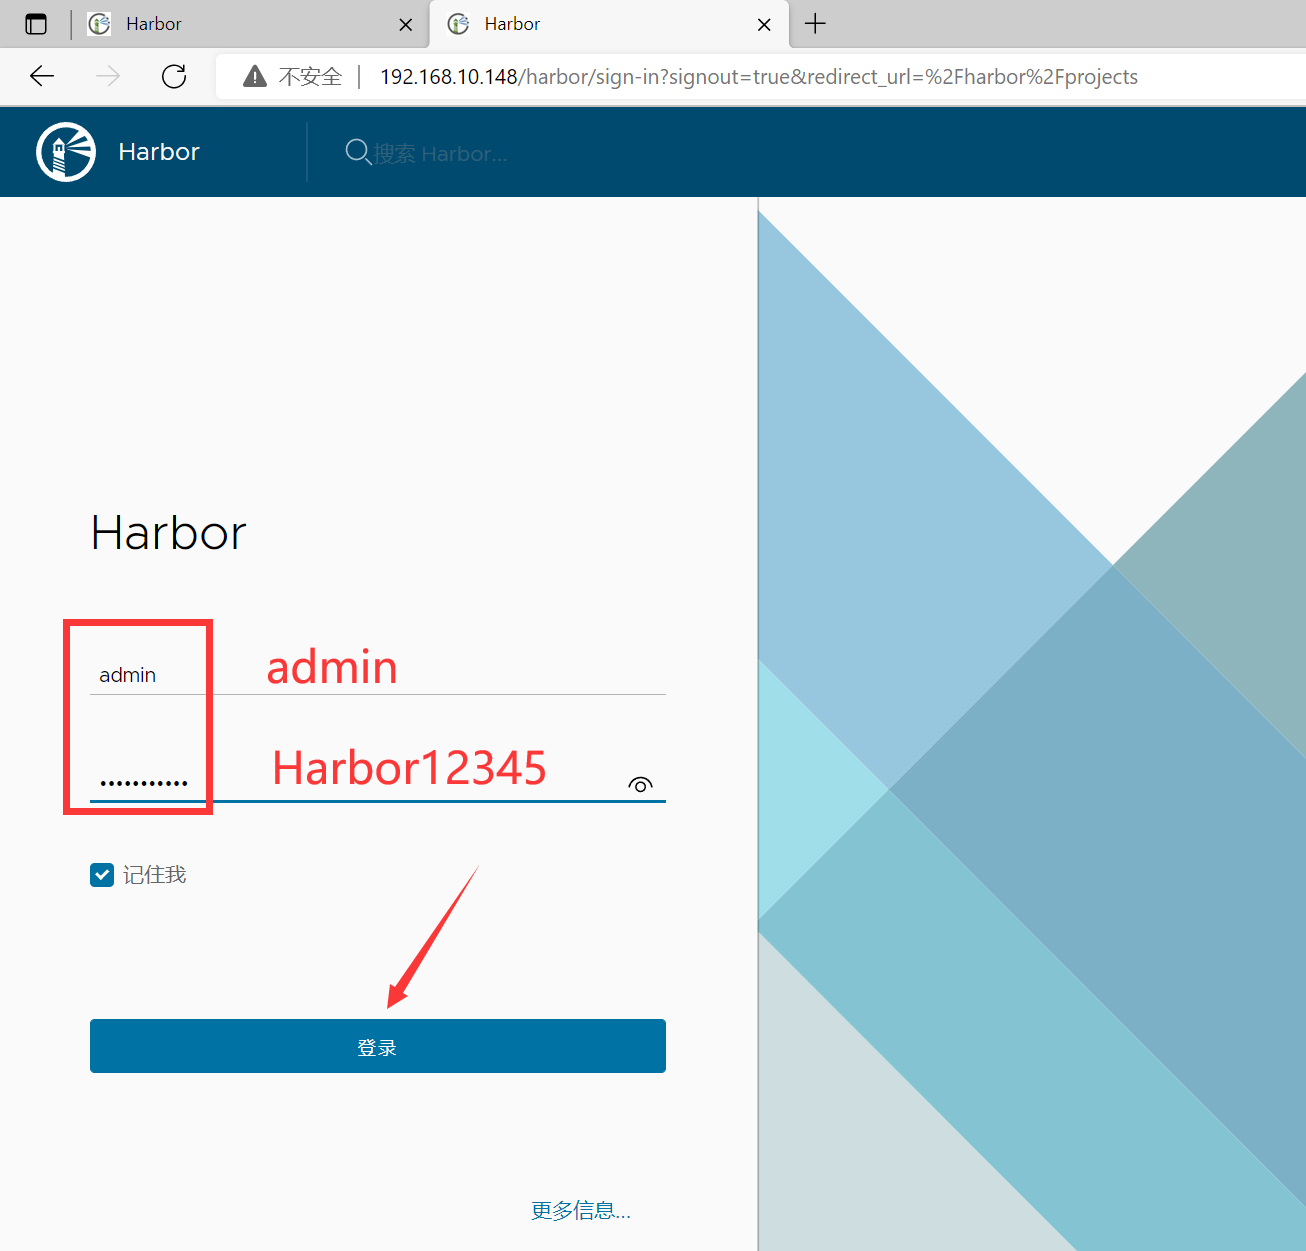 Harbor
Harbor
不安全
192.168.10.148/harbor/sign-in?signout=true&redirect_url=%2Fharbor%2Fprojects
Harbor
搜索 Harbor...
Harbor
admin
admin
Harbor12345
记住我
登录
更多信息...